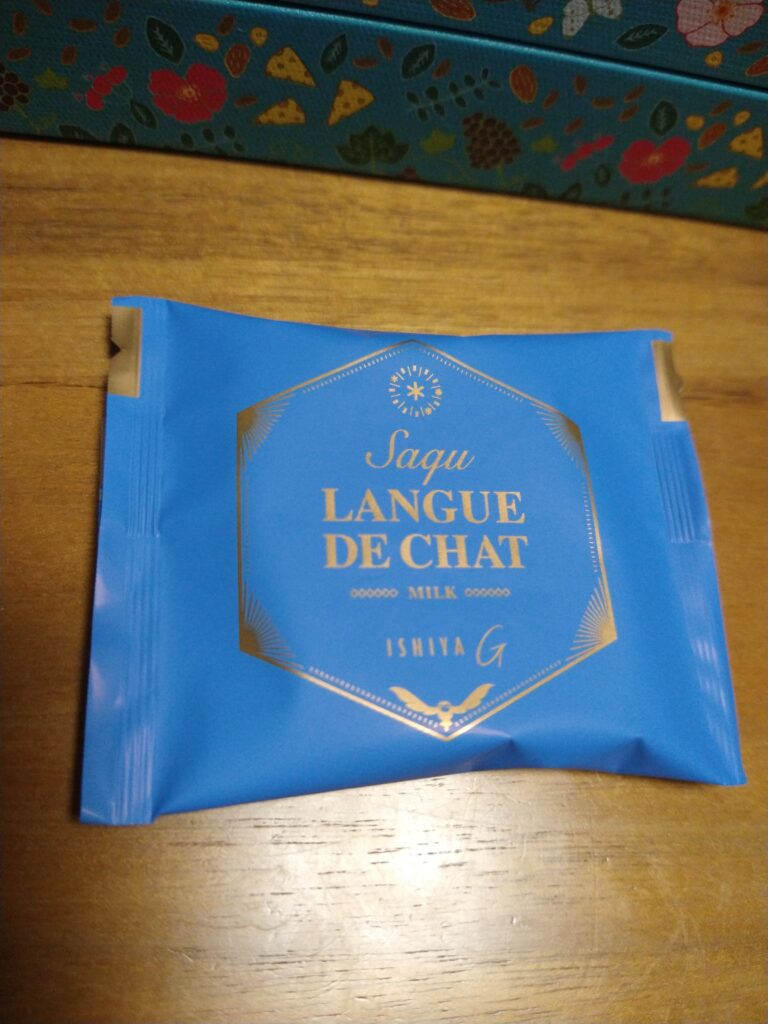 Saqu
LANGUE
DE CHAT
MILK
ISHIYA G